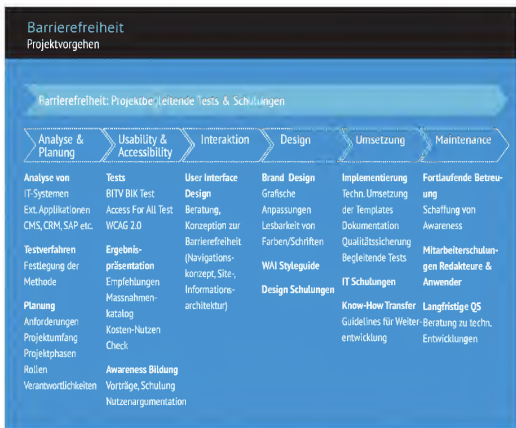 Barrierefreiheit
Projektvorgehen
Barrierefreiheit: Projektbegleitende Tests & Schulungen
Analyse &
Planung
Usability &
Accessibility
Interaktion
Design
Umsetzung
Maintenance
Analyse von
IT-Systemen
Ext. Applikationen
CMS, CRM, SAP etc.
Testverfahren
Festlegung der
Methode
Planung
Anforderungen
Projektumfang
Projektphasen
Rollen
Verantwortlichkeiten
Tests
BITV BIK Test
Access For All Test
WCAG 2.0
Ergebnis-
präsentation
Empfehlungen
Massnahmen-
katalog
Kosten-Nutzen
Check
Awareness Bildung
Vorträge, Schulung
Nutzenargumentation
User Interface
Design
Beratung,
Konzeption zur
Barrierefreiheit
(Navigations-
konzept, Site-,
Informations-
architektur)
Brand Design
Grafische
Anpassungen
Lesbarkeit von
Farben/Schriften
WAI Styleguide
Design Schulungen
Implementierung
Techn. Umsetzung
der Templates
Dokumentation
Qualitätssicherung
Begleitende Tests
IT Schulungen
Know-How Transfer
Guidelines für Weiter-
entwicklung
Fortlaufende Betreu-
ung
Schaffung von
Awareness
Mitarbeiterschulun-
gen Redakteure &
Anwender
Langfristige QS
Beratung zu techn.
Entwicklungen